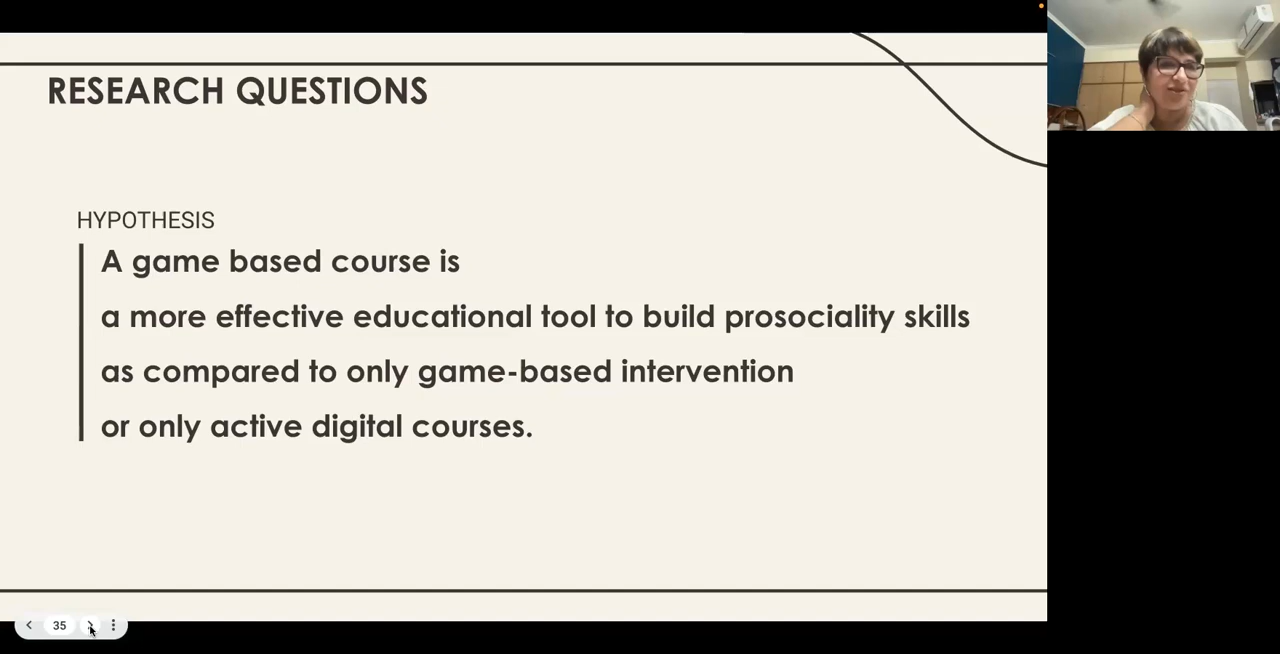 RESEARCH QUESTIONS
HYPOTHESIS
A game based course is
a more effective educational tool to build prosociality skills
as compared to only game-based intervention
or only active digital courses.
35